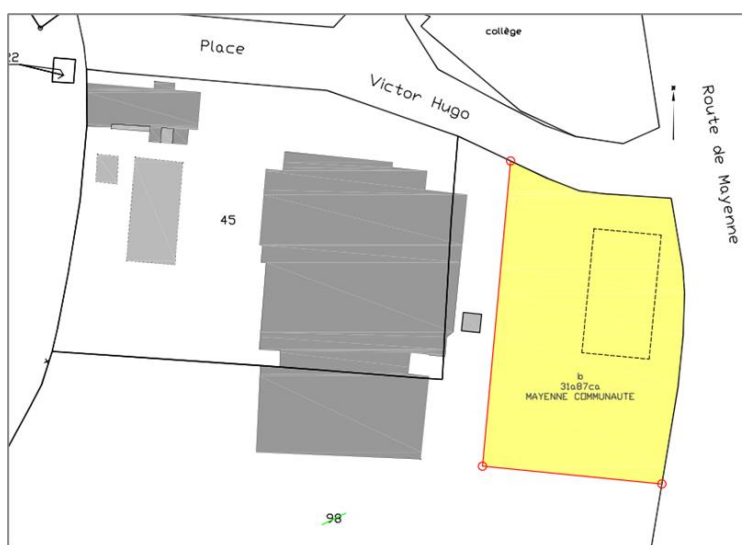 collège
Place
Victor Hugo
22
Route de Mayenne
45
b
31a87ca
MAYENNE COMMUNAUTE
98